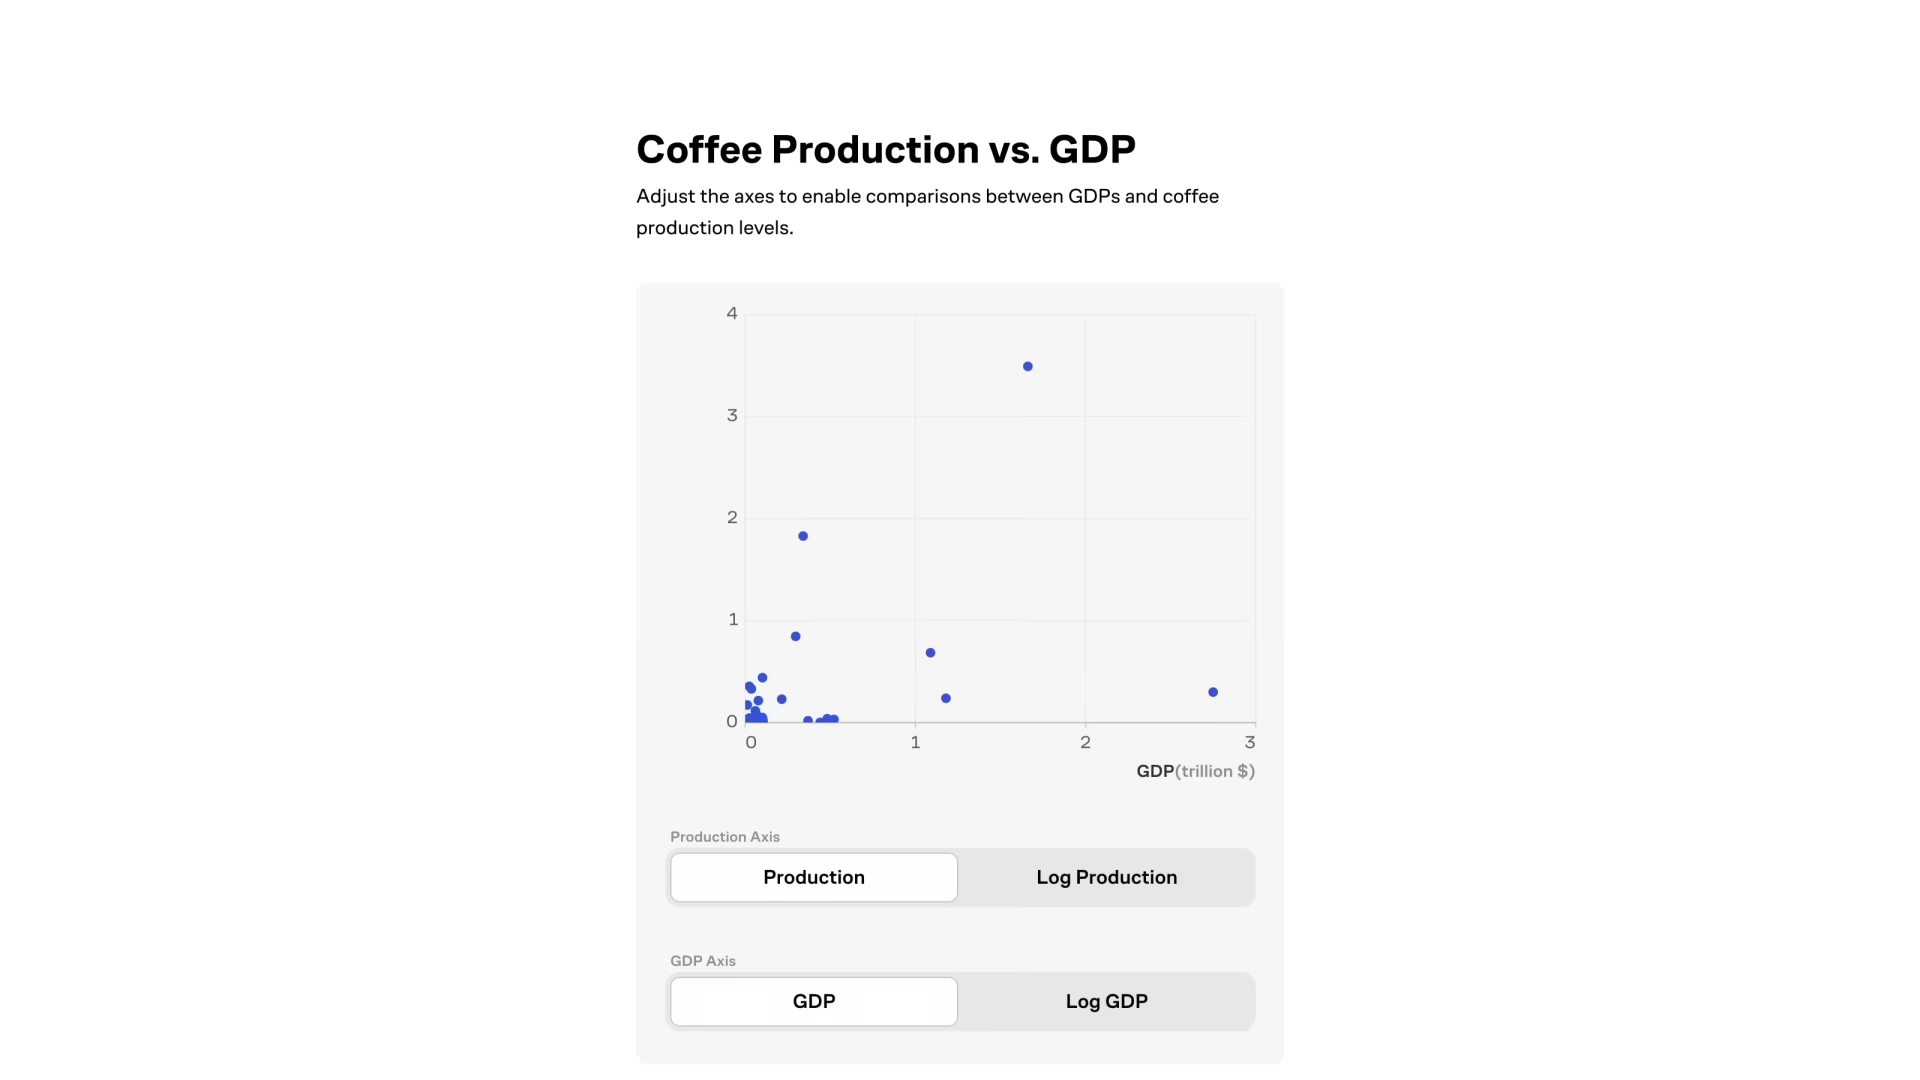 Coffee Production vs. GDP
Adjust the axes to enable comparisons between GDPs and coffee
production levels.
4
3
2
1
0
0 1 2 3
GDP(trillion $)
Production Axis
Production Log Production
GDP Axis
GDP Log GDP